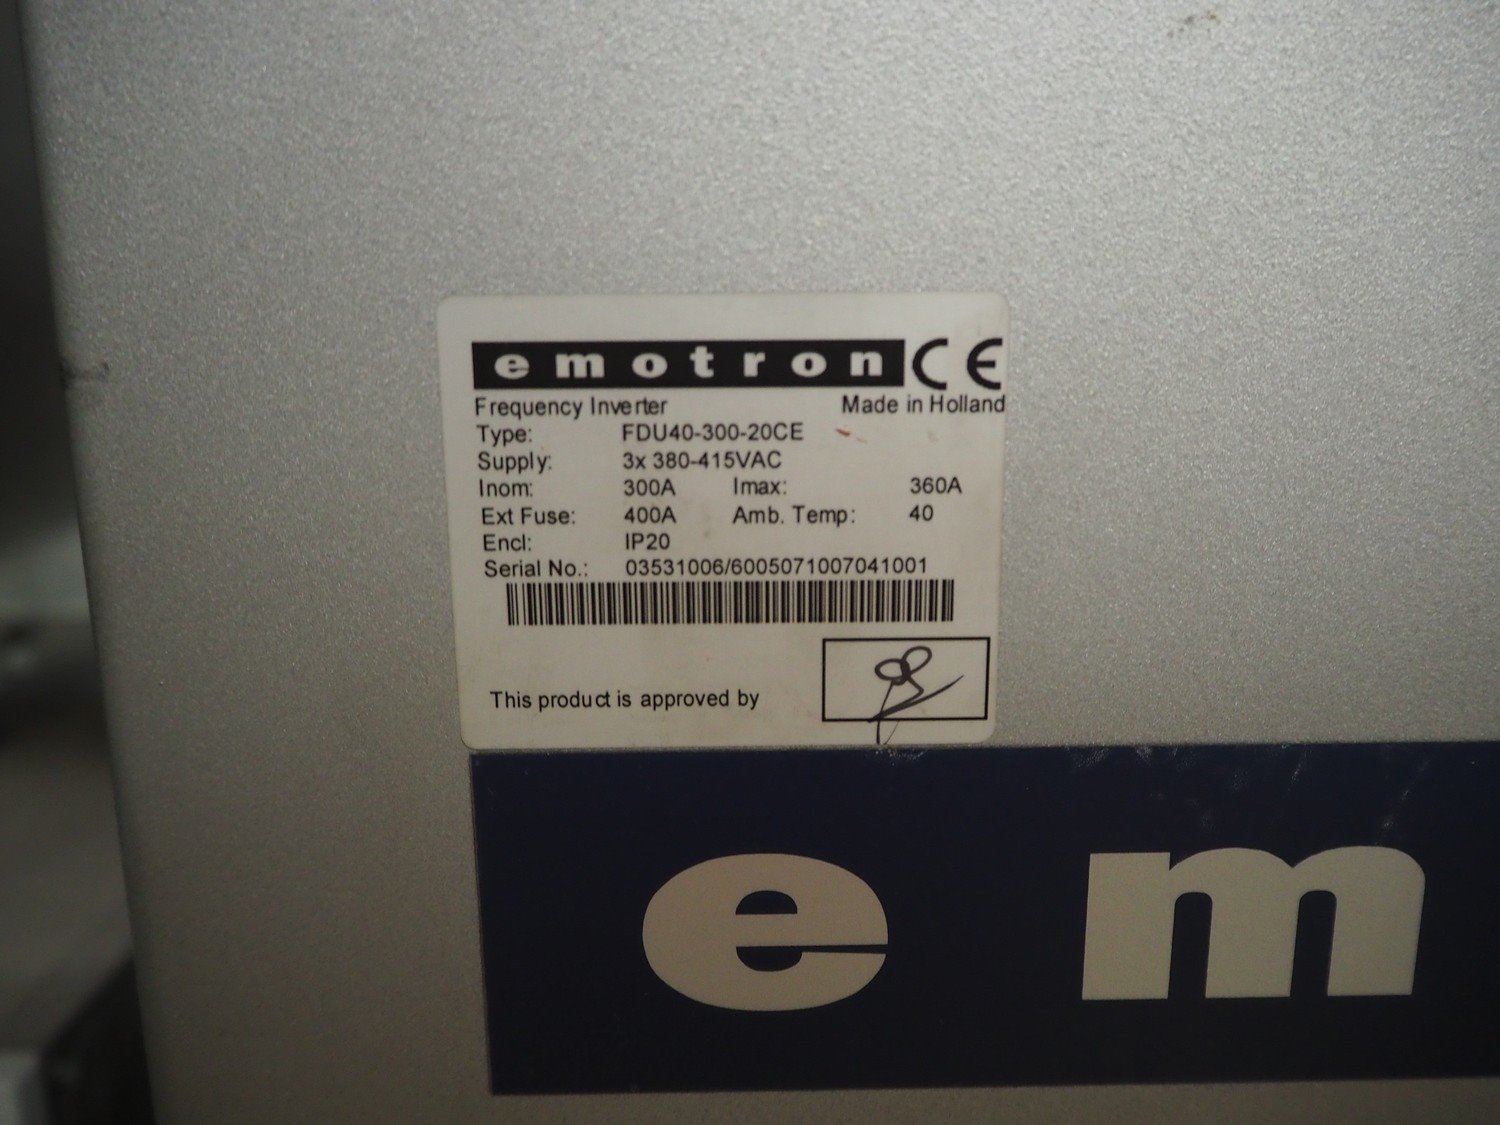 emotron CE
Frequency Inverter Made in Holland
Type: FDU40-300-20CE
Supply: 3x 380-415VAC
Inom: 300A Imax: 360A
Ext Fuse: 400A Amb. Temp: 40
Encl: IP20
Serial No.: 03531006/6005071007041001
This product is approved by
em